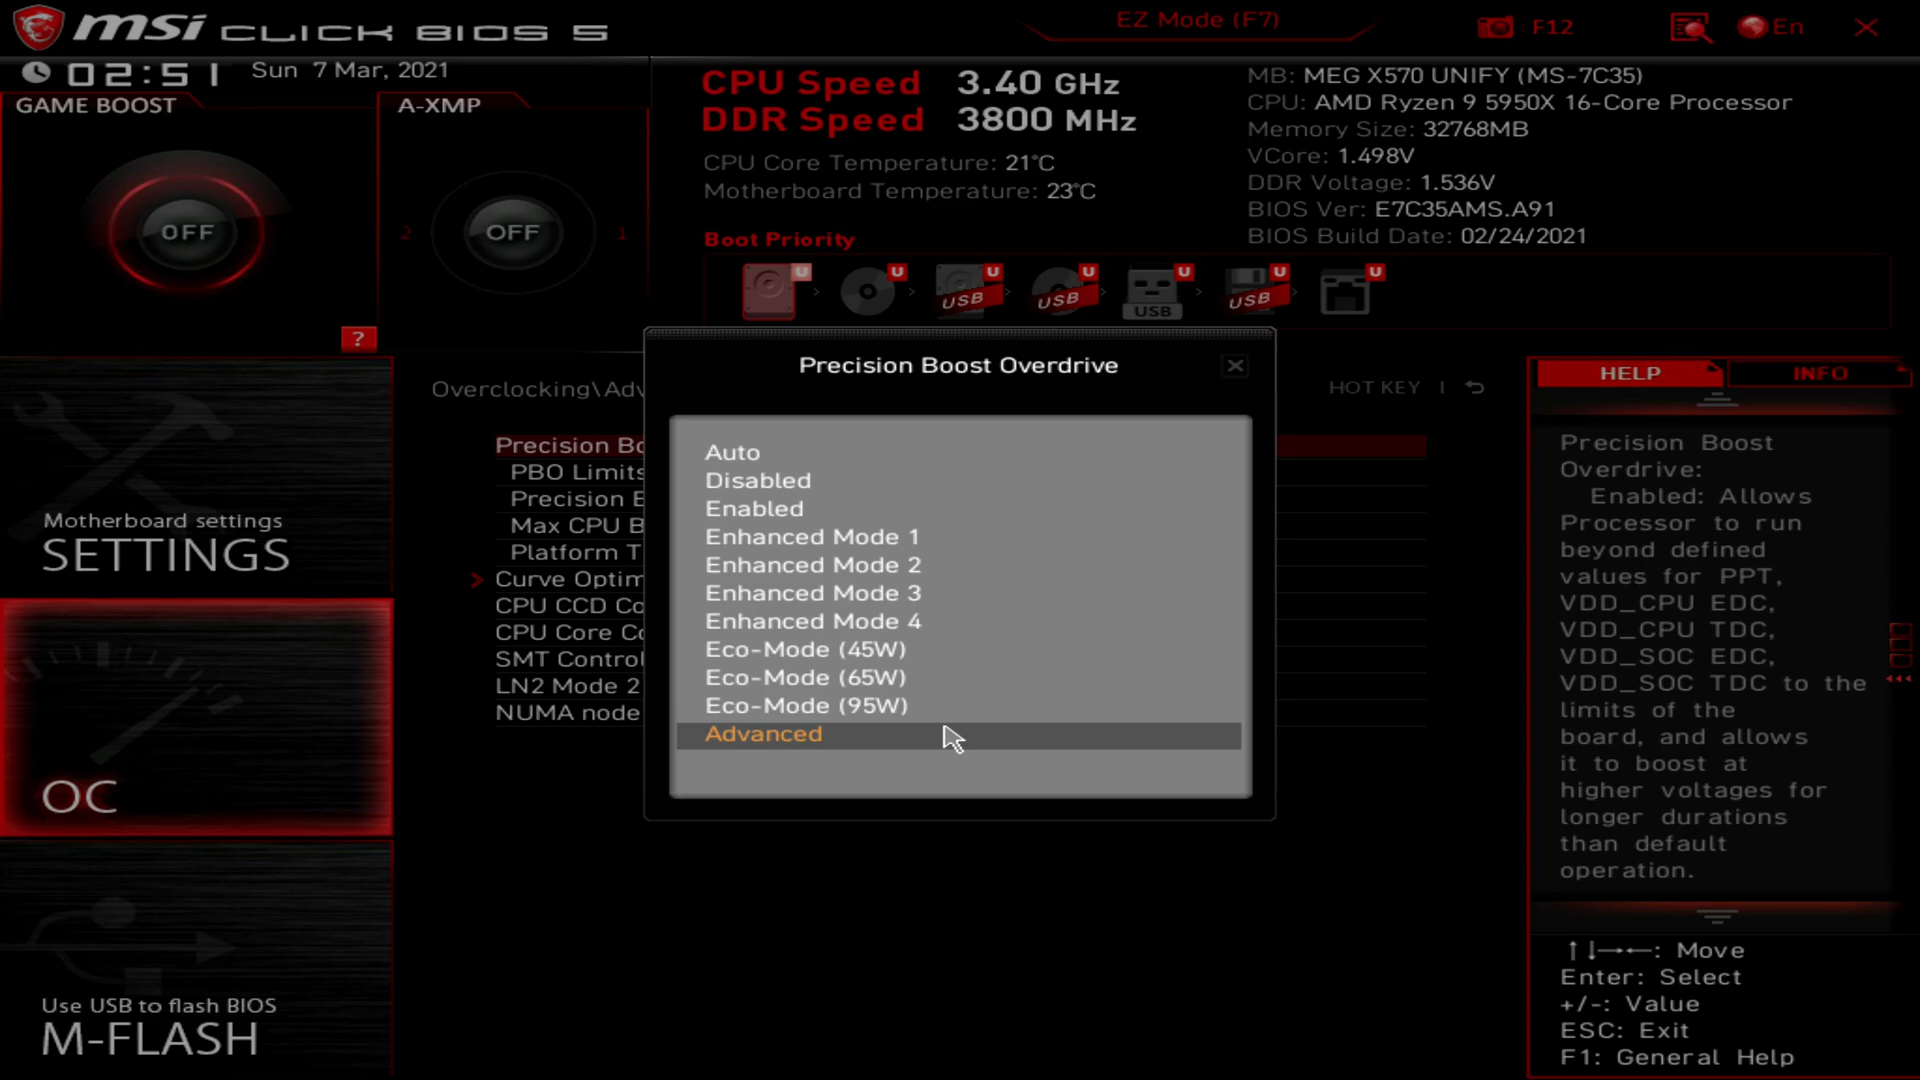 msi CLICK BIOS 5
EZ Mode (F7)
: F12
En
02:51
Sun 7 Mar, 2021
GAME BOOST
OFF
?
A-XMP
2
OFF
1
CPU Speed 3.40 GHz
DDR Speed 3800 MHz
CPU Core Temperature: 21°C
Motherboard Temperature: 23°C
MB: MEG X570 UNIFY (MS-7C35)
CPU: AMD Ryzen 9 5950X 16-Core Processor
Memory Size: 32768MB
VCore: 1.498V
DDR Voltage: 1.536V
BIOS Ver: E7C35AMS.A91
BIOS Build Date: 02/24/2021
Boot Priority
U U U U U U U
USB USB USB USB
Motherboard settings
SETTINGS
OC
Use USB to flash BIOS
M-FLASH
Overclocking\Adv
HOT KEY |
Precision Bo
PBO Limits
Precision B
Max CPU B
Platform T
Curve Optim
CPU CCD Co
CPU Core Co
SMT Control
LN2 Mode 2
NUMA node
Precision Boost Overdrive
Auto
Disabled
Enabled
Enhanced Mode 1
Enhanced Mode 2
Enhanced Mode 3
Enhanced Mode 4
Eco-Mode (45W)
Eco-Mode (65W)
Eco-Mode (95W)
Advanced
HELP
INFO
Precision Boost
Overdrive:
Enabled: Allows
Processor to run
beyond defined
values for PPT,
VDD_CPU EDC,
VDD_CPU TDC,
VDD_SOC EDC,
VDD_SOC TDC to the
limits of the
board, and allows
it to boost at
higher voltages for
longer durations
than default
operation.
↑↓→←: Move
Enter: Select
+/-: Value
ESC: Exit
F1: General Help